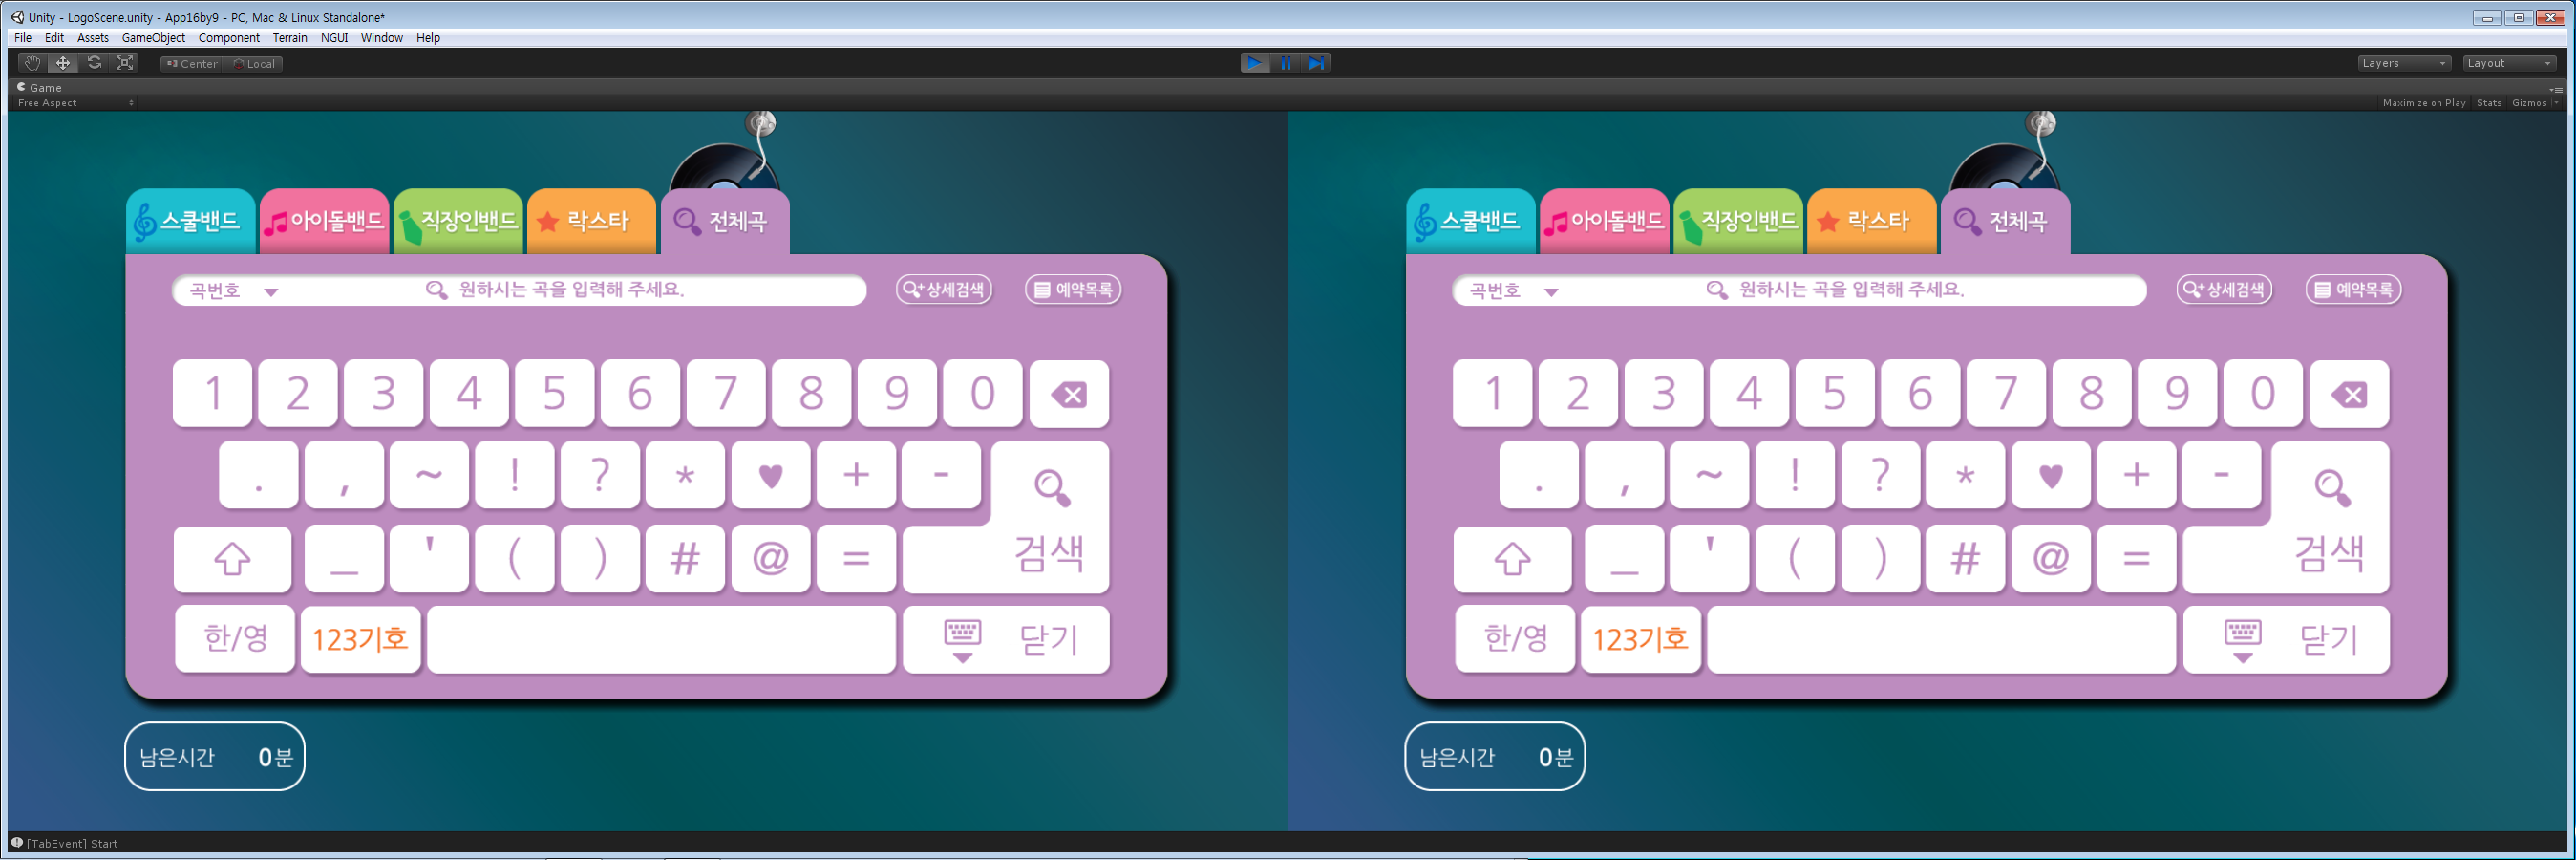 Unity - LogoScene.unity - App16by9 - PC, Mac & Linux Standalone*
File Edit Assets GameObject Component Terrain NGUI Window Help
Center Local Layers Layout
Game
Free Aspect Maximize on Play Stats Gizmos
스쿨밴드 아이돌밴드 직장인밴드 락스타 전체곡
곡번호 원하시는 곡을 입력해 주세요. 상세검색 예약목록
1 2 3 4 5 6 7 8 9 0
. , ~ ! ? * ♥ + -
_ ' ( ) # @ = 검색
한/영 123기호 닫기
남은시간 0분
스쿨밴드 아이돌밴드 직장인밴드 락스타 전체곡
곡번호 원하시는 곡을 입력해 주세요. 상세검색 예약목록
1 2 3 4 5 6 7 8 9 0
. , ~ ! ? * ♥ + -
_ ' ( ) # @ = 검색
한/영 123기호 닫기
남은시간 0분
[TabEvent] Start